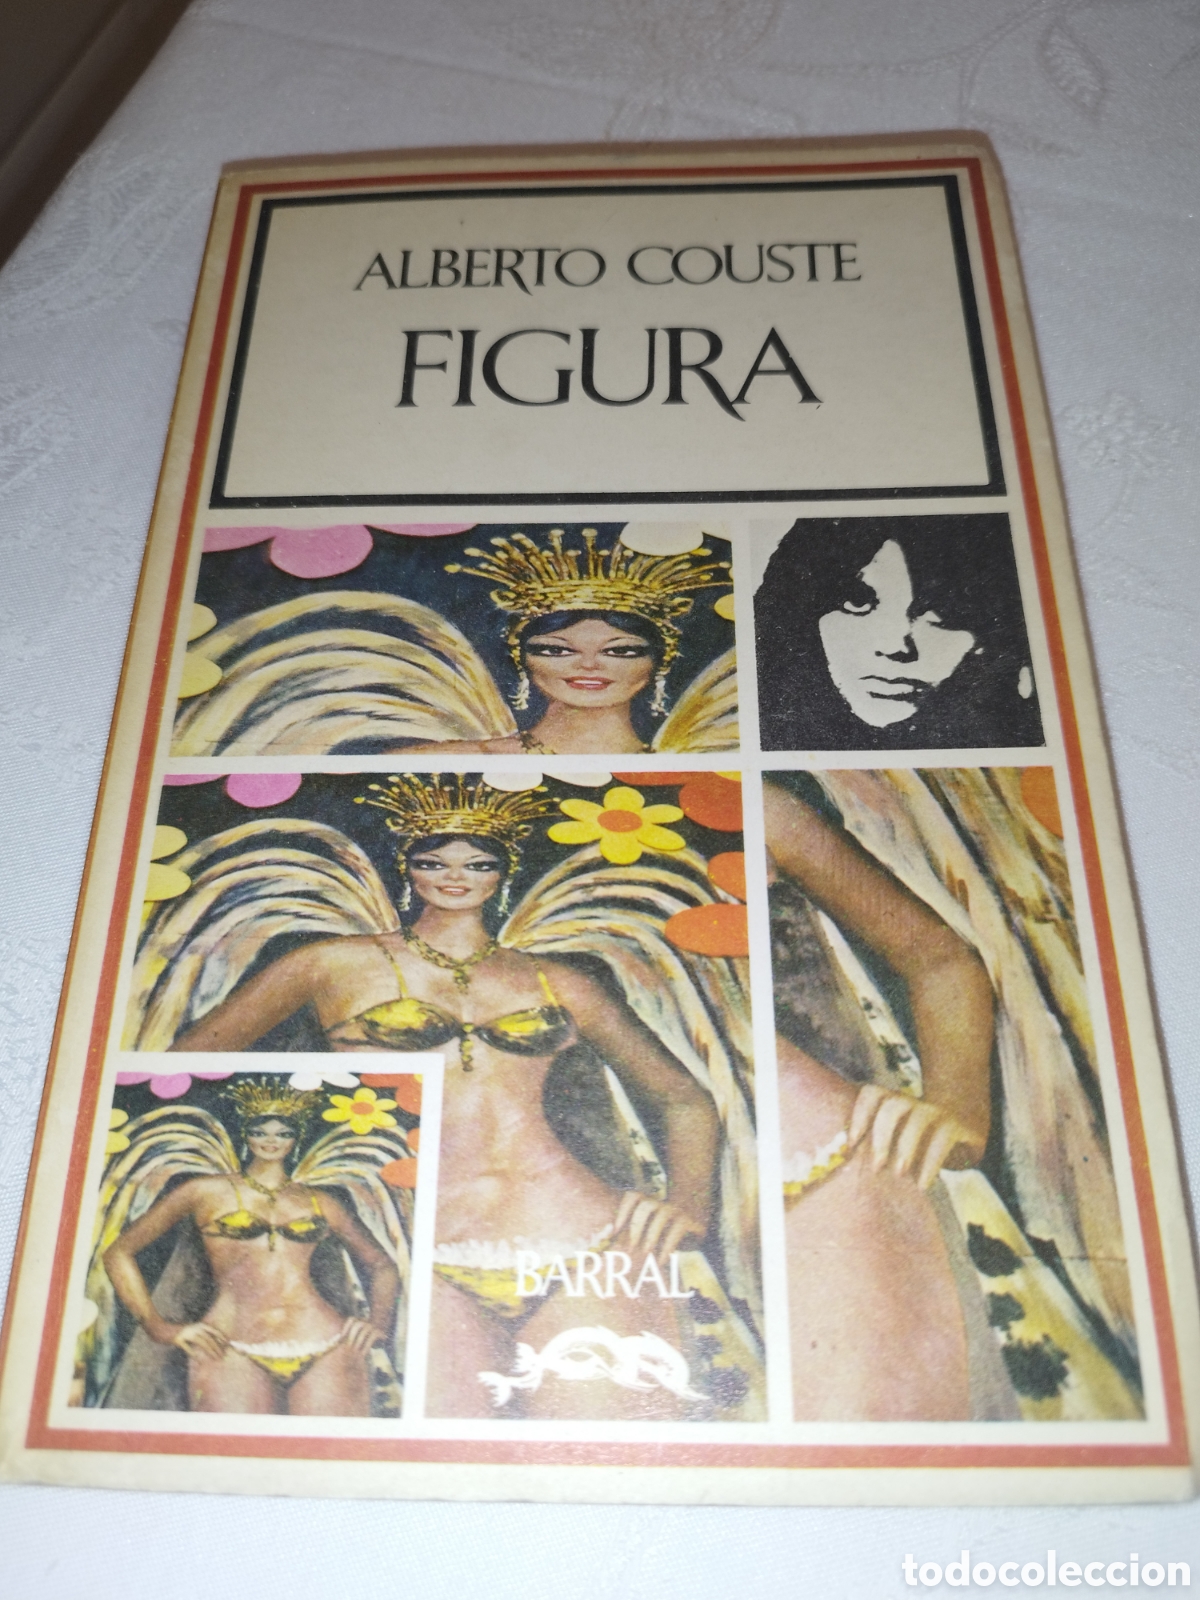 ALBERTO COUSTE
FIGURA
BARRAL
todocoleccion